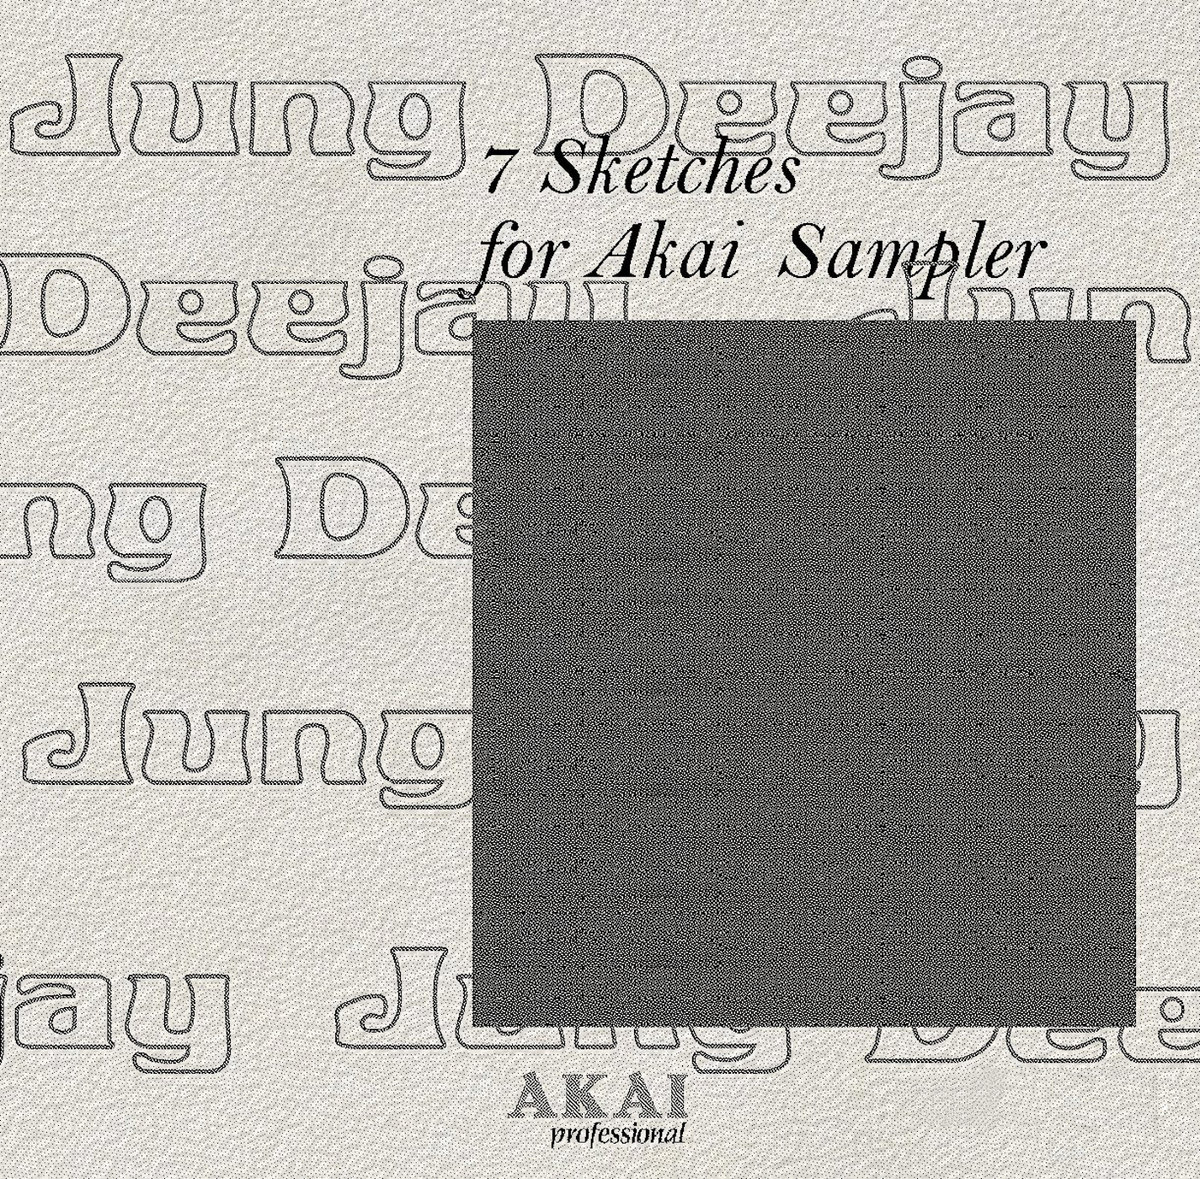 Jung Deejay
7 Sketches
for Akai Sampler
Deejay Jun
ng De
Jung g
jay Jung Dee
AKAI
professional